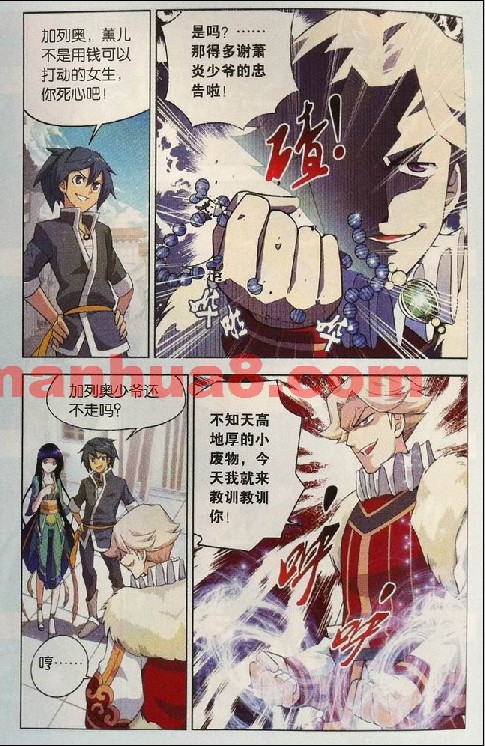 加列奥，薰儿
不是用钱可以
打动的女生，
你死心吧！
是吗？……
那得多谢萧
炎少爷的忠
告啦！
碴！
manhua8.com
加列奥少爷还
不走吗？
不知天高
地厚的小
废物，今
天我就来
教训教训
你！
呼！
呼！
哼……